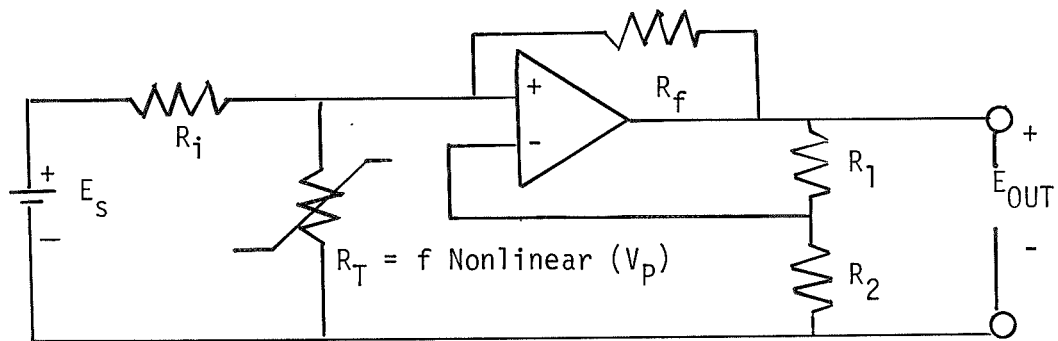 R_f
+
-
R_i
+
E_s
-
R_T = f Nonlinear (V_P)
R_1
R_2
+
E_OUT
-